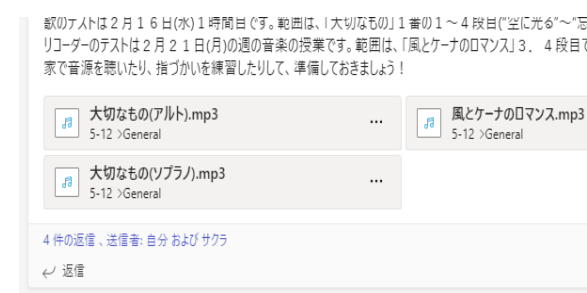 歌のテストは2月16日(水)1時間目です。範囲は、「大切なもの」1番の1～4段目("空に光る"～"忘
リコーダーのテストは2月21日(月)の週の音楽の授業です。範囲は、「風とケーナのロマンス」3．4段目で
家で音源を聴いたり、指づかいを練習したりして、準備しておきましょう！
大切なもの(アルト).mp3
5-12 >General
風とケーナのロマンス.mp3
5-12 >General
大切なもの(ソプラノ).mp3
5-12 >General
4 件の返信 、送信者: 自分 および サクラ
返信